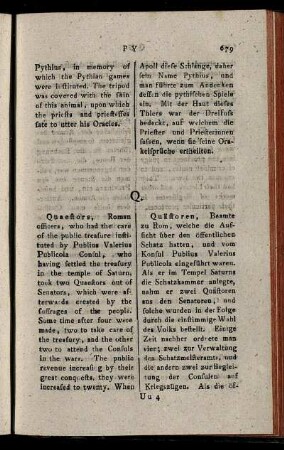 P Y 679
Pythius, in memory of
which the Pythian games
were instituted. The tripod
was covered with the skin
of this animal, upon which
the priests and priestesses
sate to utter his Oracles.
Apoll diese Schlange, daher
sein Name Pythius, und
man führte zum Andenken
dessen die pythischen Spiele
ein. Mit der Haut dieses
Thiers war der Dreifuß
bedeckt, auf welchem die
Priester und Priesterinnen
sassen, wenn sie seine Ora-
kelsprüche ertheilten.
Q.
Quaestors, Roman
officers, who had the care
of the public treasure insti-
tuted by Publius Valerius
Publicola Consul, who
having settled the treasury
in the temple of Saturn,
took two Quaestors out of
Senators, which were af-
terwards created by the
suffrages of the people.
Some time after four were
made, two to take care of
the treasury, and the other
two to attend the Consuls
in the wars. The public
revenue increasing by their
great conquests, they were
increased to twenty. When
Quästoren, Beamte
zu Rom, welche die Auf-
sicht über den öffentlichen
Schatz hatten, und vom
Consul Publius Valerius
Poblicola eingeführt waren.
Als er im Tempel Saturns
die Schatzkammer anlegte,
nahm er zwei Quästoren
aus den Senatoren, und
solche wurden in der Folge
durch die einstimmige Wahl
des Volks bestellt. Einige
Zeit nachher ordnete man
vier; zwei zur Verwaltung
des Schatzmeisteramts, und
die andern zwei zur Beglei-
tung der Consulen auf
Kriegszügen. Als die öf-
Uu 4